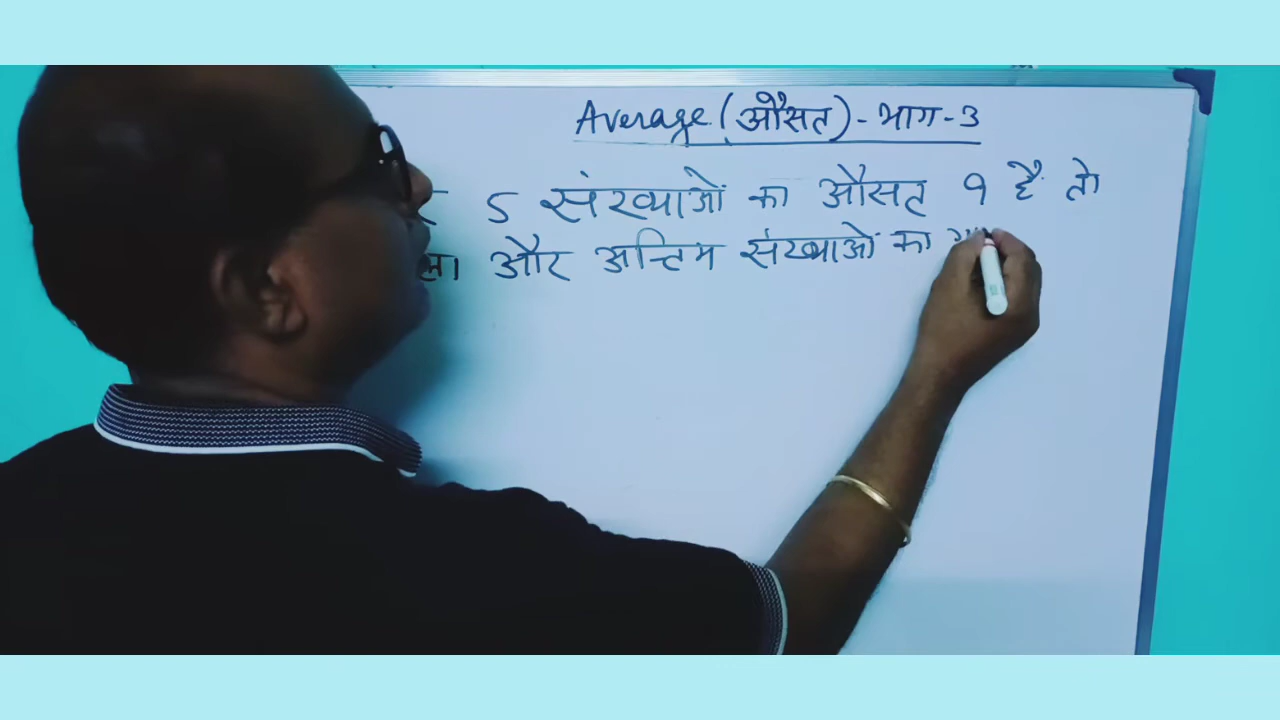 Average (औसत) - भाग - 3
5 संख्याओं का औसत 9 है तो
और अन्तिम संख्याओं का